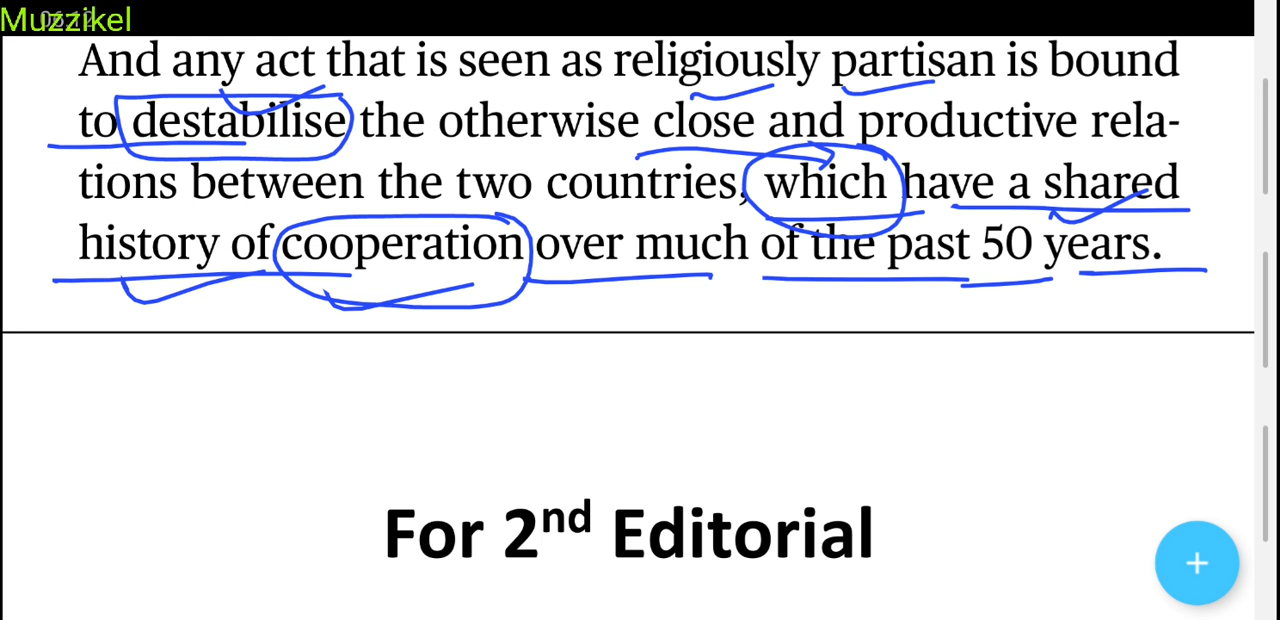 Muzzikel
And any act that is seen as religiously partisan is bound
to destabilise the otherwise close and productive rela-
tions between the two countries, which have a shared
history of cooperation over much of the past 50 years.
For 2nd Editorial
+